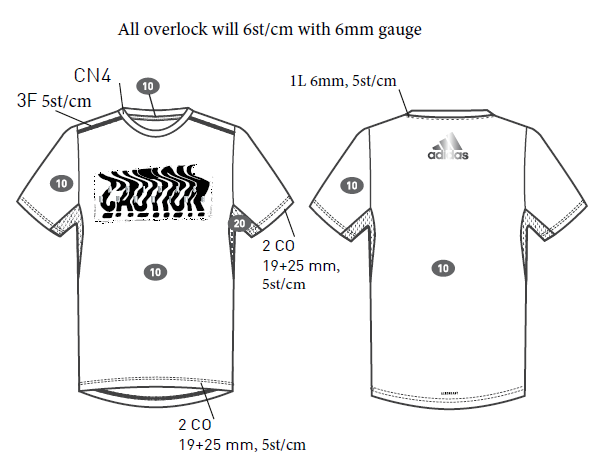 All overlock will 6st/cm with 6mm gauge
CN4
10
1L 6mm, 5st/cm
3F 5st/cm
adidas
10
10
20
2 CO
19+25 mm,
5st/cm
10
10
2 CO
19+25 mm, 5st/cm